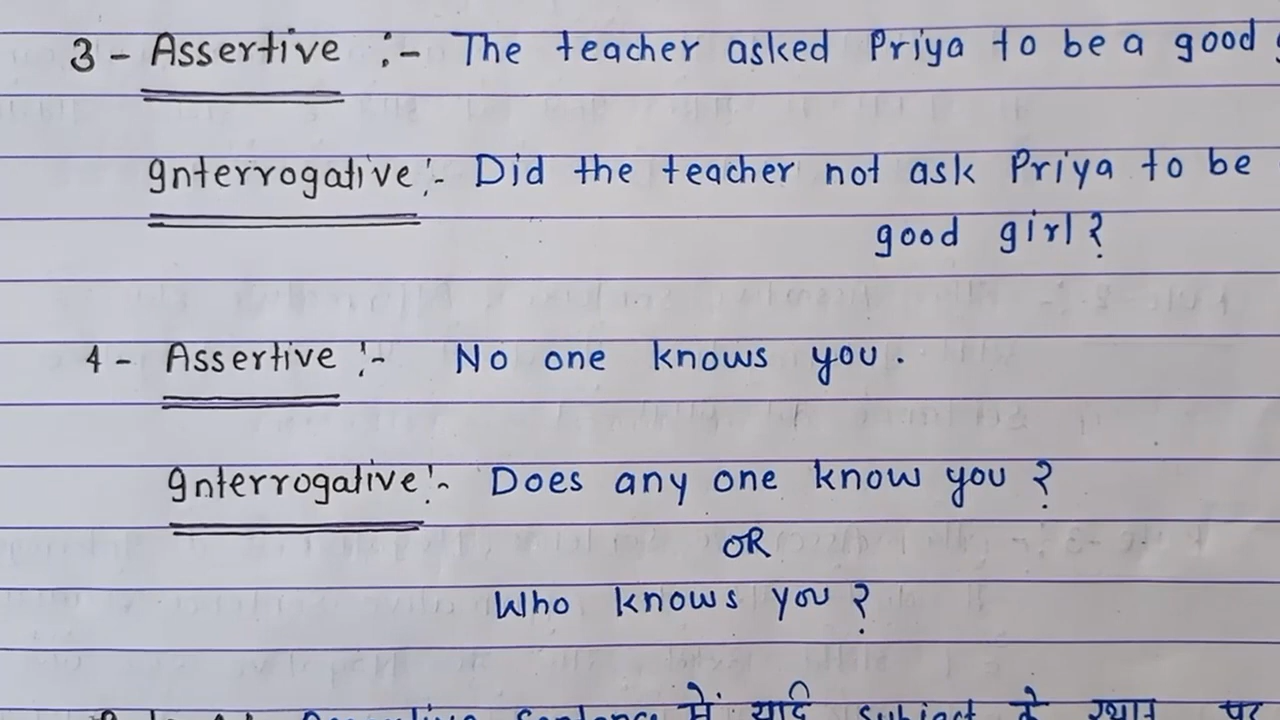 3 - Assertive :- The teacher asked Priya to be a good
Interrogative :- Did the teacher not ask Priya to be
good girl?
4 - Assertive :- No one knows you.
Interrogative :- Does any one know you?
OR
Who knows you?
sentence में यदि subject के स्थान पर